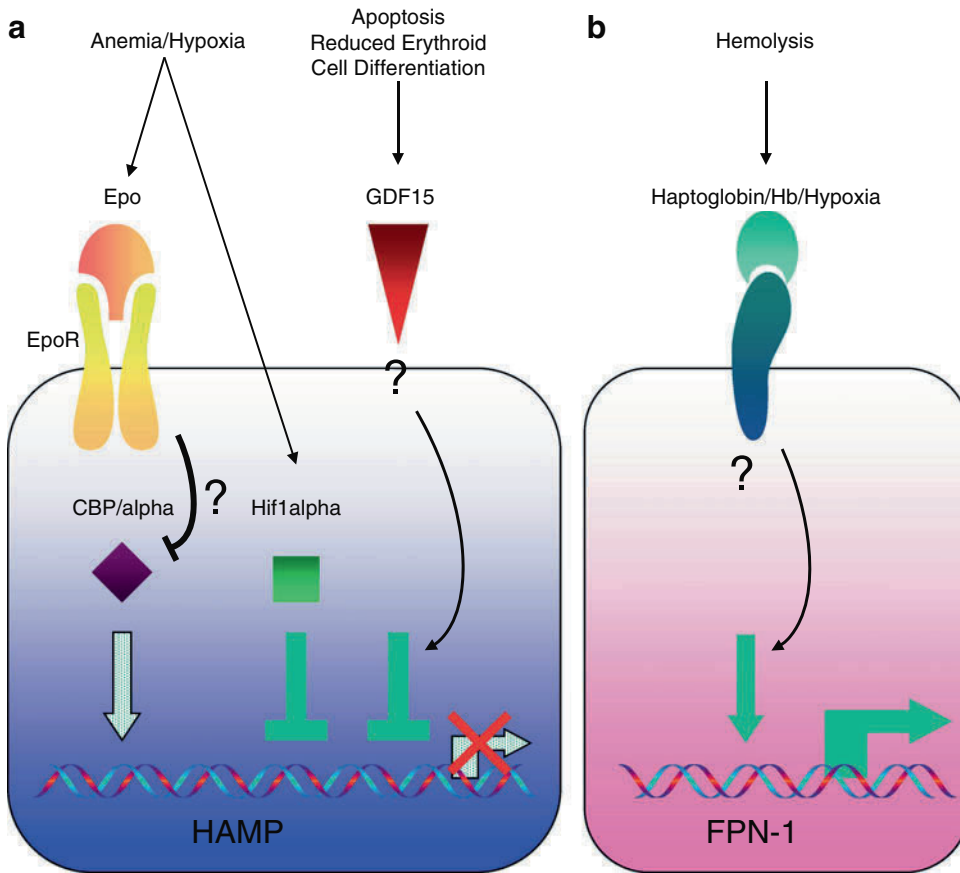 a
Anemia/Hypoxia
Apoptosis
Reduced Erythroid
Cell Differentiation
Epo
GDF15
EpoR
?
?
CBP/alpha
Hif1alpha
HAMP
b
Hemolysis
Haptoglobin/Hb/Hypoxia
?
FPN-1